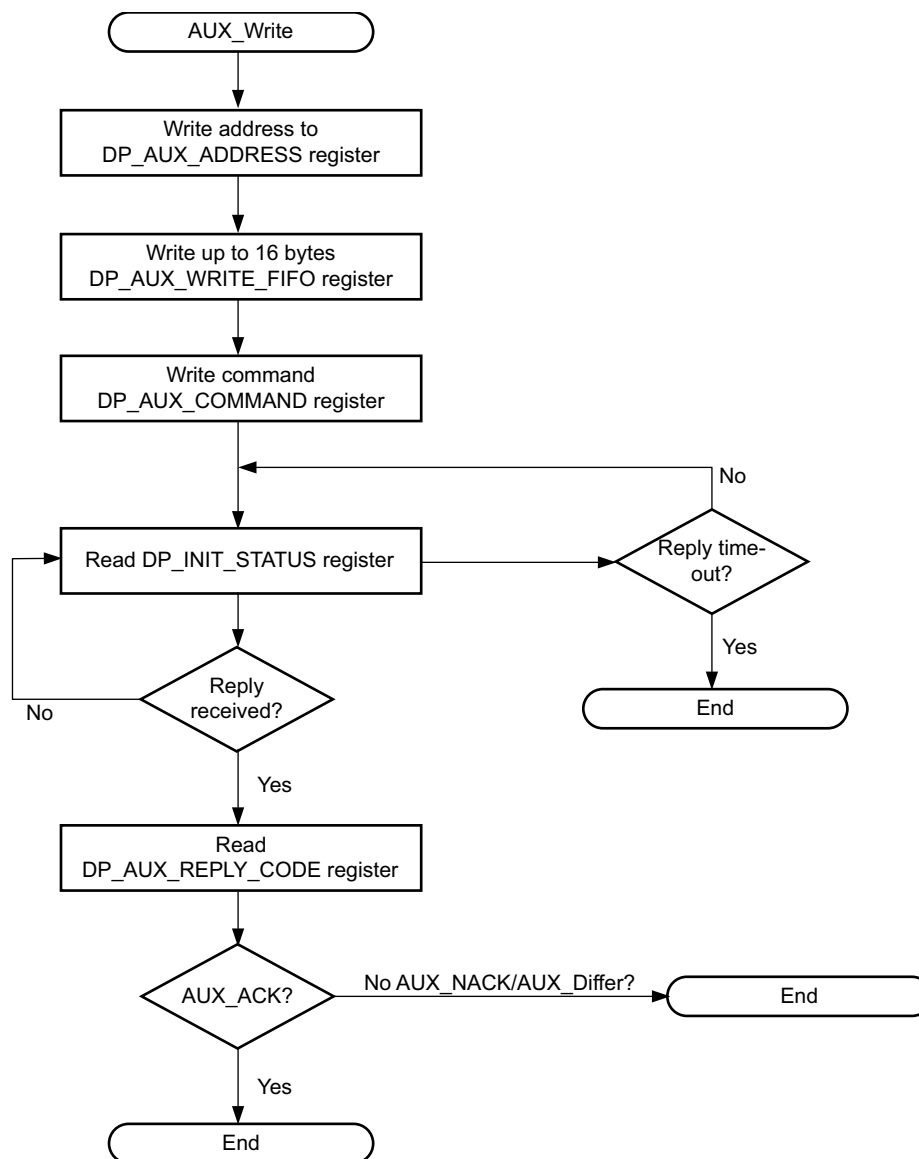 AUX_Write
Write address to
DP_AUX_ADDRESS register
Write up to 16 bytes
DP_AUX_WRITE_FIFO register
Write command
DP_AUX_COMMAND register
No
Read DP_INIT_STATUS register
Reply time-
out?
Yes
End
Reply
received?
No
Yes
Read
DP_AUX_REPLY_CODE register
AUX_ACK?
No AUX_NACK/AUX_Differ?
End
Yes
End